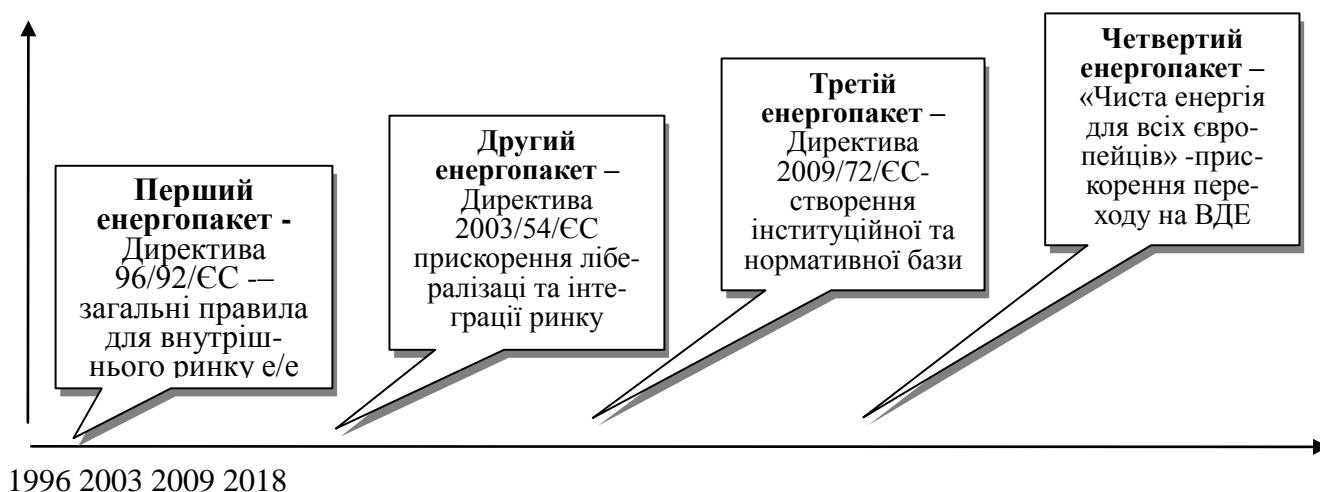 Перший
енергопакет -
Директива
96/92/ЄС -–
загальні правила
для внутріш-
нього ринку е/е
Другий
енергопакет –
Директива
2003/54/ЄС
прискорення лібе-
ралізаці та інте-
грації ринку
Третій
енергопакет –
Директива
2009/72/ЄС-
створення
інституційної та
нормативної бази
Четвертий
енергопакет –
«Чиста енергія
для всіх євро-
пейців» -прис-
корення пере-
ходу на ВДЕ
1996 2003 2009 2018